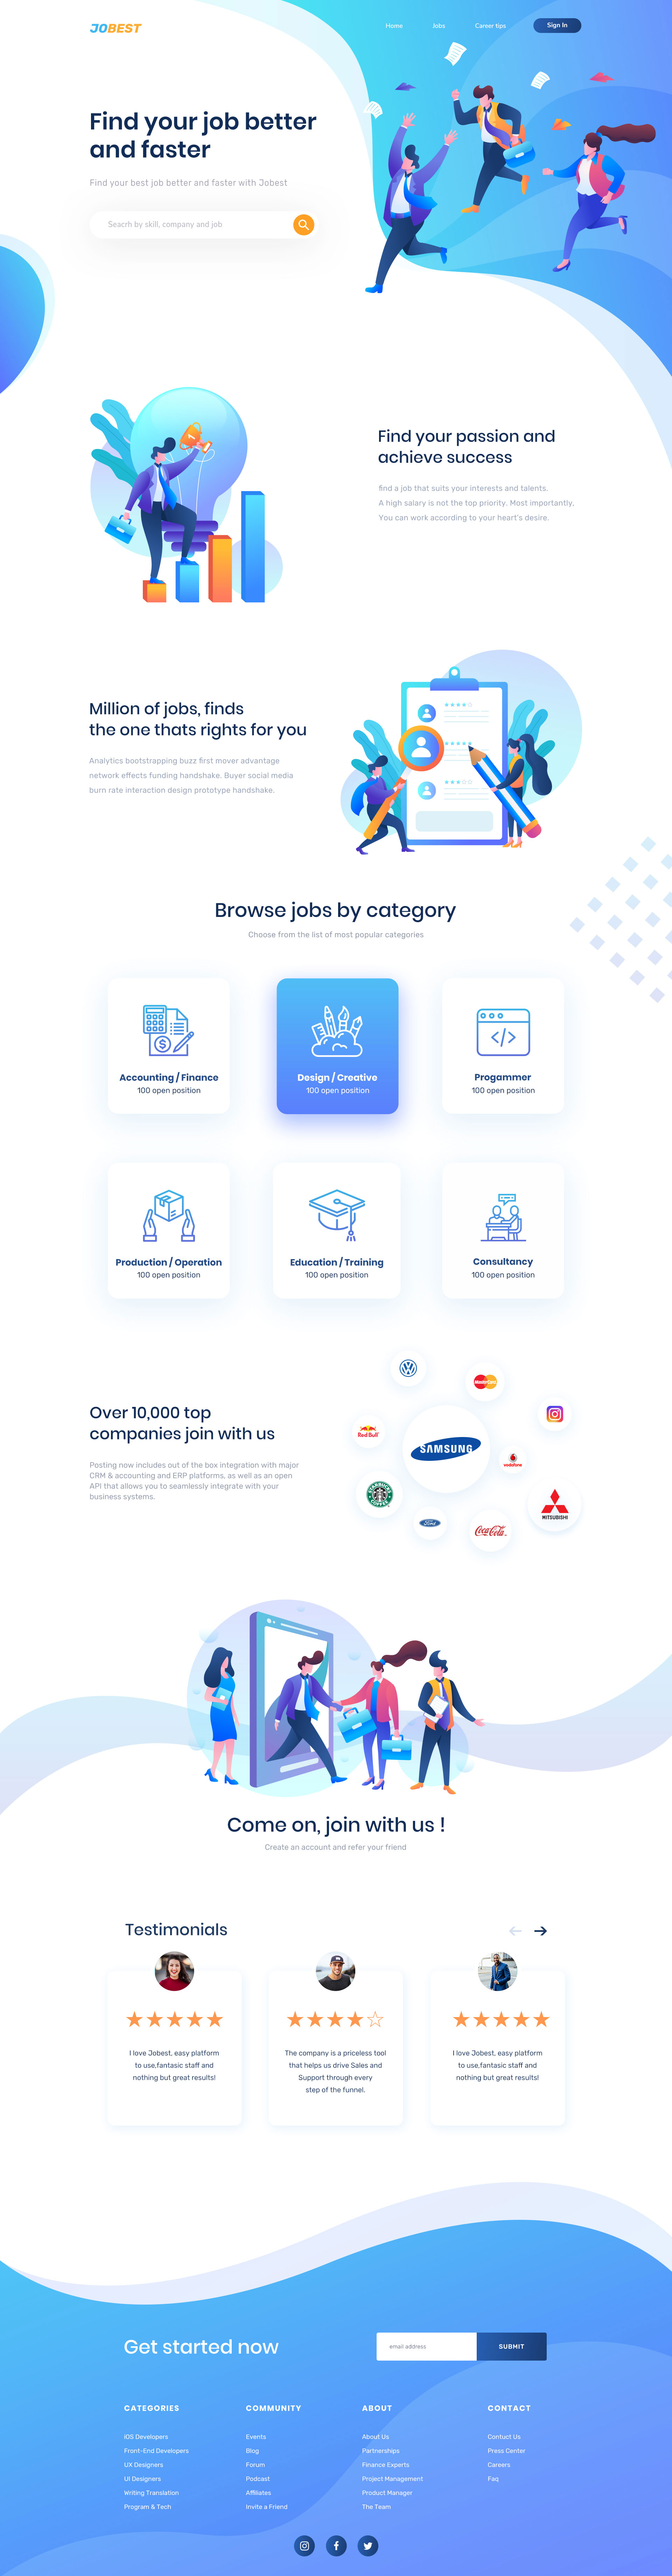 JOBEST
Home
Jobs
Career tips
Sign In
Find your job better
and faster
Find your best job better and faster with Jobest
Seacrh by skill, company and job
Find your passion and
achieve success
find a job that suits your interests and talents.
A high salary is not the top priority. Most importantly,
You can work according to your heart's desire.
Million of jobs, finds
the one thats rights for you
Analytics bootstrapping buzz first mover advantage
network effects funding handshake. Buyer social media
burn rate interaction design prototype handshake.
Browse jobs by category
Choose from the list of most popular categories
Accounting / Finance
100 open position
Design / Creative
100 open position
Progammer
100 open position
Production / Operation
100 open position
Education / Training
100 open position
Consultancy
100 open position
Over 10,000 top
companies join with us
Posting now includes out of the box integration with major
CRM & accounting and ERP platforms, as well as an open
API that allows you to seamlessly integrate with your
business systems.
MasterCard
Red Bull
SAMSUNG
vodafone
STARBUCKS
COFFEE
Ford
Coca-Cola
MITSUBISHI
Come on, join with us !
Create an account and refer your friend
Testimonials
I love Jobest, easy platform
to use,fantasic staff and
nothing but great results!
The company is a priceless tool
that helps us drive Sales and
Support through every
step of the funnel.
I love Jobest, easy platform
to use,fantasic staff and
nothing but great results!
Get started now
email address
SUBMIT
CATEGORIES
iOS Developers
Front-End Developers
UX Designers
UI Designers
Writing Translation
Program & Tech
COMMUNITY
Events
Blog
Forum
Podcast
Affiliates
Invite a Friend
ABOUT
About Us
Partnerships
Finance Experts
Project Management
Product Manager
The Team
CONTACT
Contuct Us
Press Center
Careers
Faq